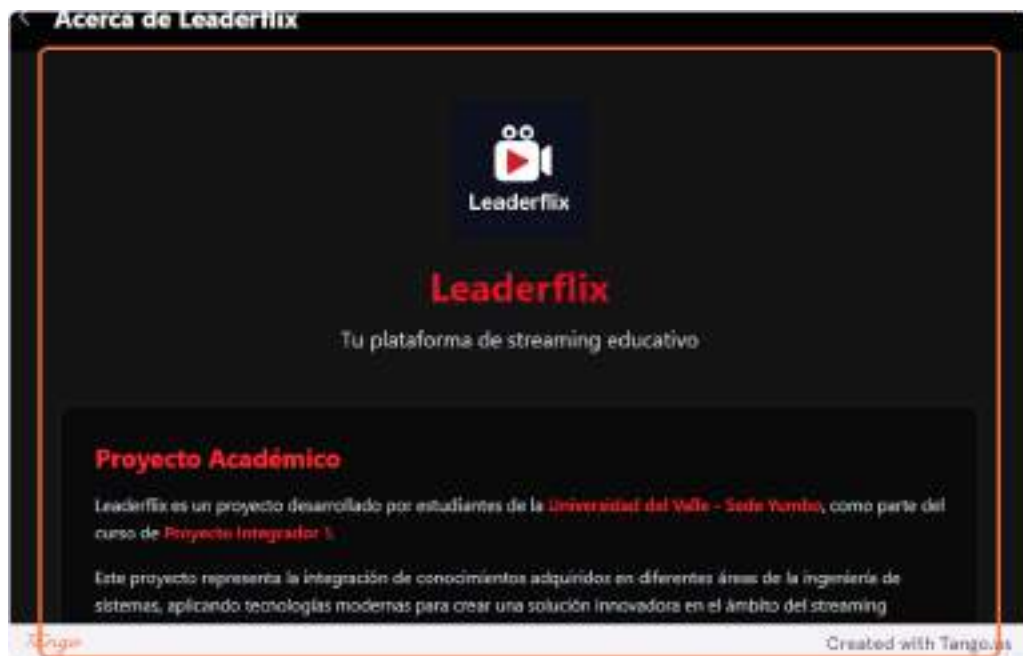 Acerca de Leaderflix
Leaderflix
Leaderflix
Tu plataforma de streaming educativo
Proyecto Académico
Leaderflix es un proyecto desarrollado por estudiantes de la Universidad del Valle - Sede Yumbo, como parte del
curso de Proyecto Integrador 1.
Este proyecto representa la integración de conocimientos adquiridos en diferentes áreas de la ingeniería de
sistemas, aplicando tecnologías modernas para crear una solución innovadora en el ámbito del streaming
Tango
Created with Tango.us